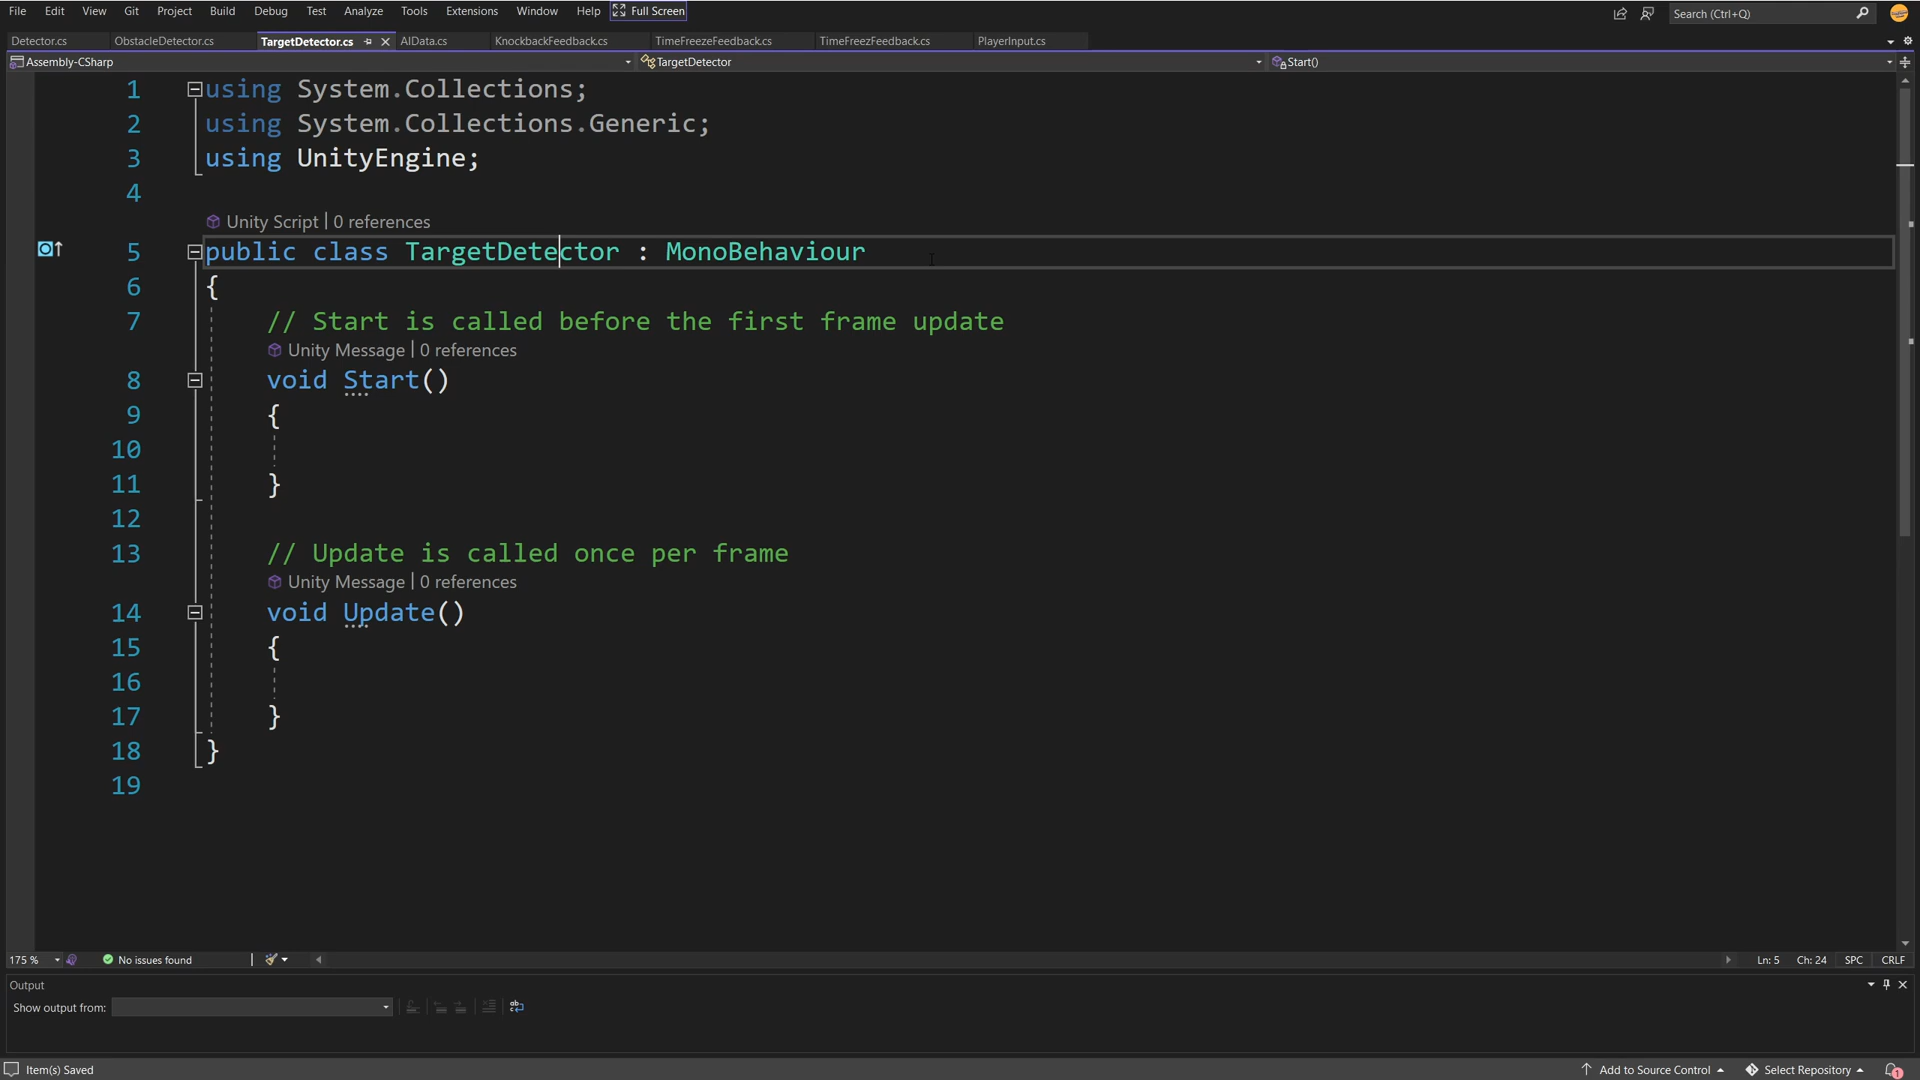 File Edit View Git Project Build Debug Test Analyze Tools Extensions Window Help Full Screen Search (Ctrl+Q)
Detector.cs ObstacleDetector.cs TargetDetector.cs AIData.cs KnockbackFeedback.cs TimeFreezeFeedback.cs TimeFreezFeedback.cs PlayerInput.cs
Assembly-CSharp TargetDetector Start()
1 using System.Collections;
2 using System.Collections.Generic;
3 using UnityEngine;
4
Unity Script | 0 references
5 public class TargetDetector : MonoBehaviour
6 {
7 // Start is called before the first frame update
Unity Message | 0 references
8 void Start()
9 {
10
11 }
12
13 // Update is called once per frame
Unity Message | 0 references
14 void Update()
15 {
16
17 }
18 }
19
175 % No issues found Ln: 5 Ch: 24 SPC CRLF
Output
Show output from:
Item(s) Saved Add to Source Control Select Repository 1